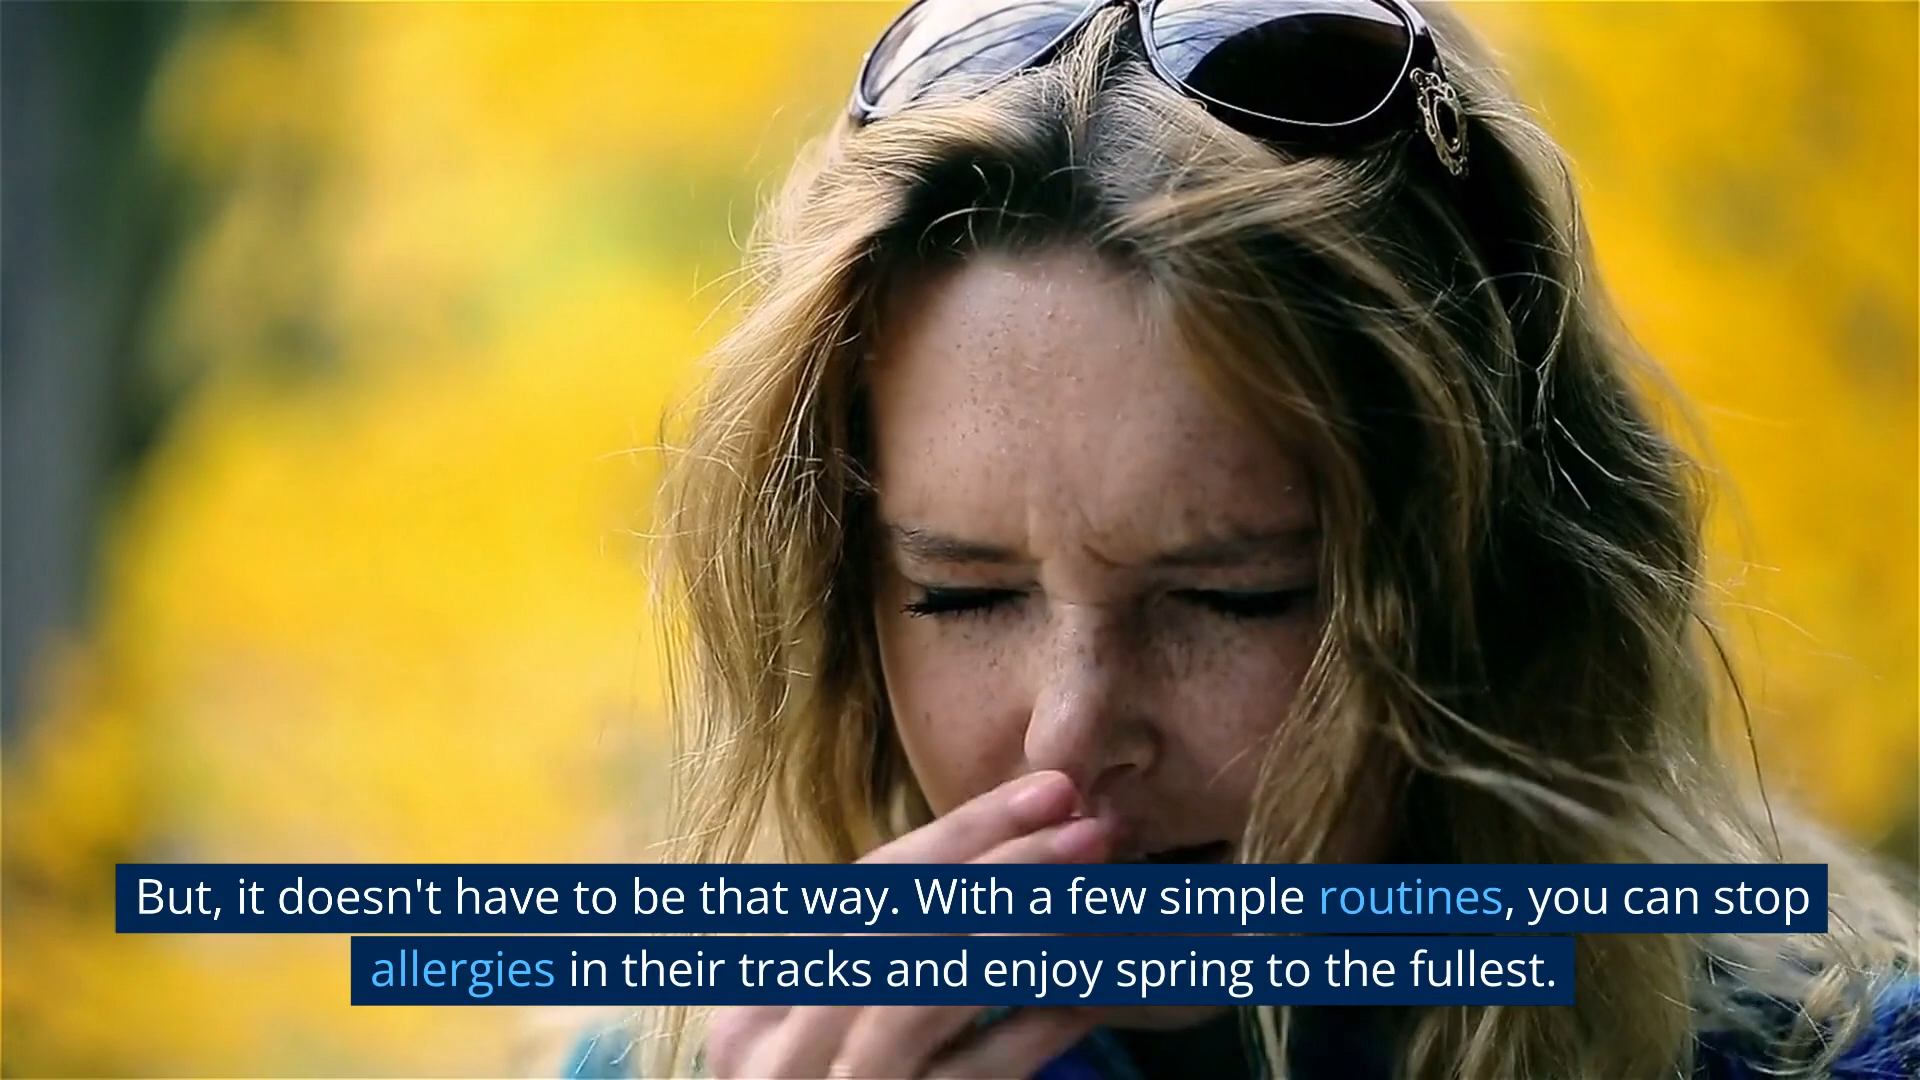 But, it doesn't have to be that way. With a few simple routines, you can stop
allergies in their tracks and enjoy spring to the fullest.